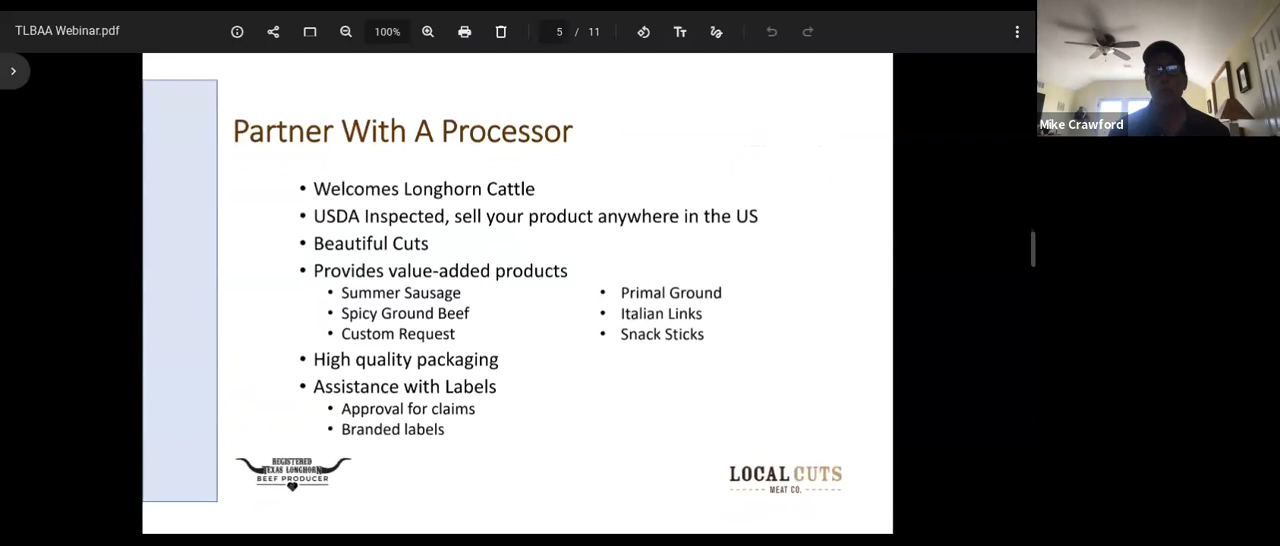 TLBAA Webinar.pdf
100%
5 / 11
Mike Crawford
Partner With A Processor
• Welcomes Longhorn Cattle
• USDA Inspected, sell your product anywhere in the US
• Beautiful Cuts
• Provides value-added products
• Summer Sausage
• Spicy Ground Beef
• Custom Request
• Primal Ground
• Italian Links
• Snack Sticks
• High quality packaging
• Assistance with Labels
• Approval for claims
• Branded labels
REGISTERED
TEXAS LONGHORN
BEEF PRODUCER
LOCAL CUTS
MEAT CO.